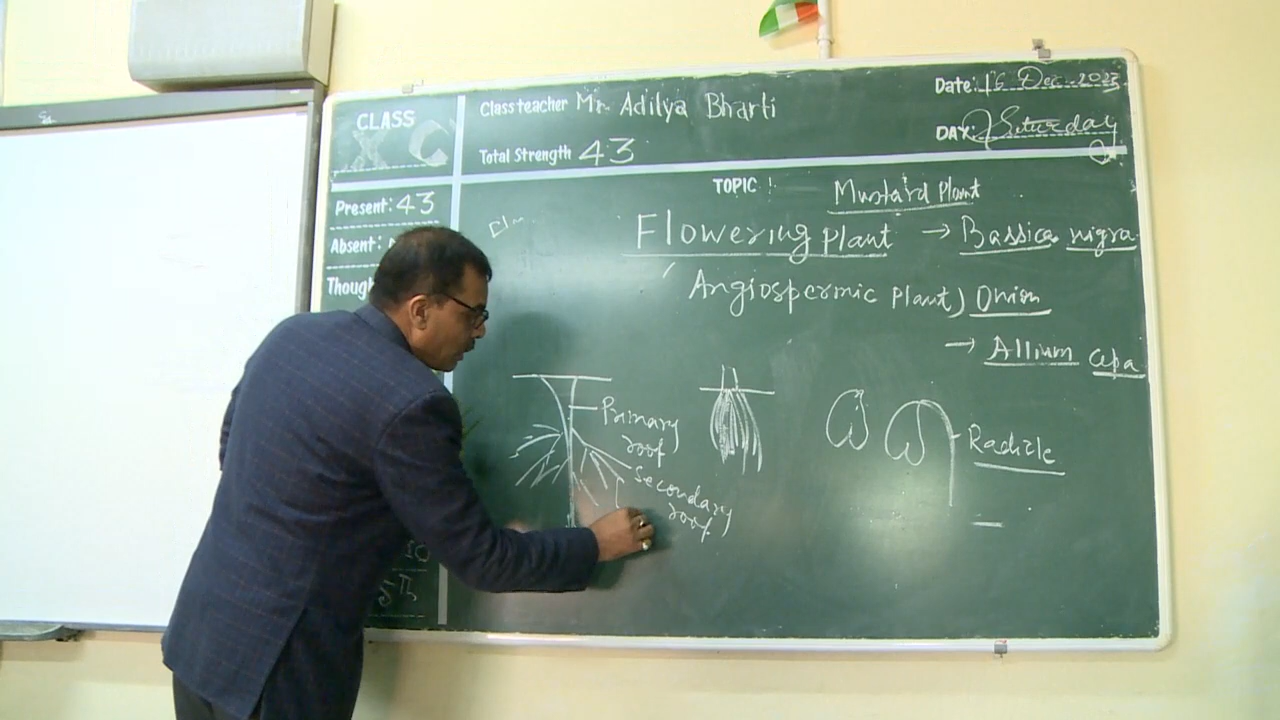 CLASS
X C
Class teacher Mr. Aditya Bharti
Total Strength 43
Date: 16 Dec. 2023
DAY: Saturday
Present: 43
Absent:
TOPIC !
Mustard Plant
Flowering plant → Bassica nigra
(Angiospermic plant) Onion
→ Allium cepa
Primary
root
Secondary
root
Radicle